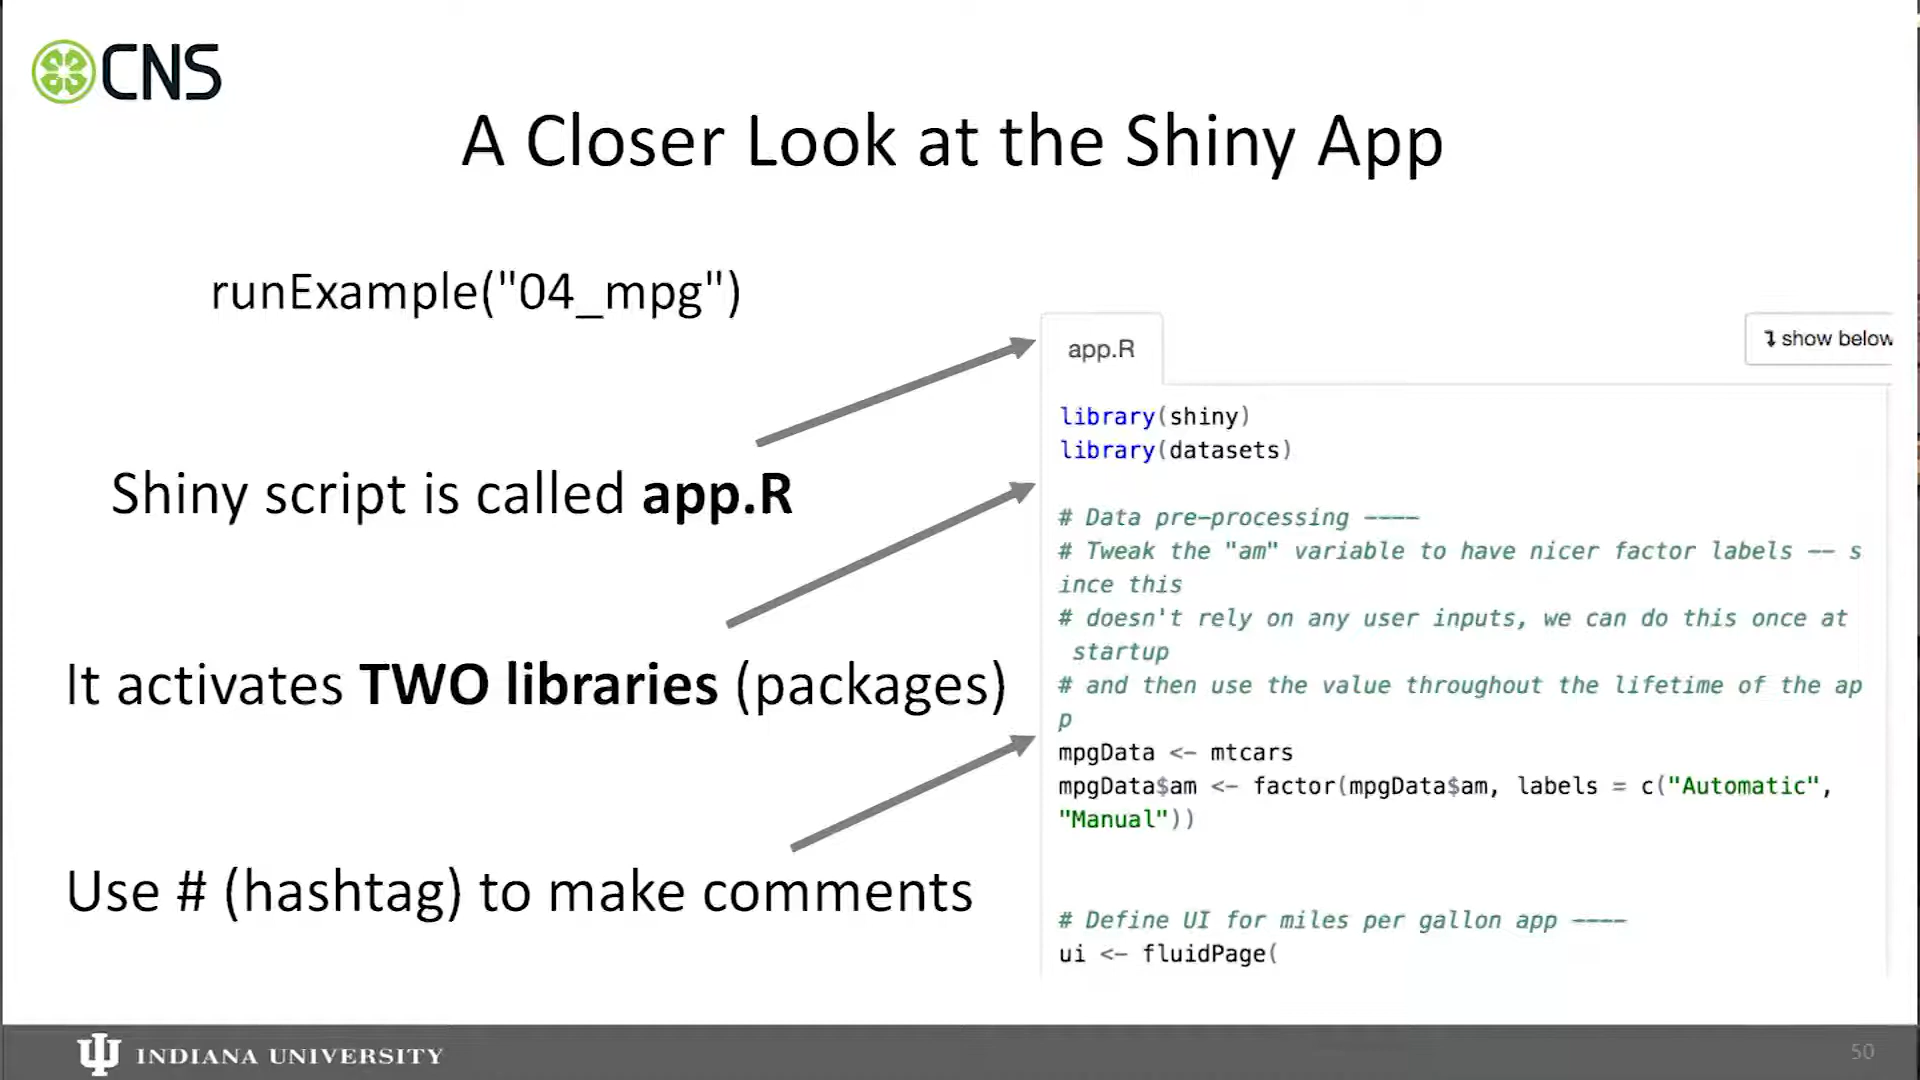 CNS
A Closer Look at the Shiny App
runExample("04_mpg")
Shiny script is called app.R
It activates TWO libraries (packages)
Use # (hashtag) to make comments
app.R
↴ show below
library(shiny)
library(datasets)
# Data pre-processing ----
# Tweak the "am" variable to have nicer factor labels -- s
ince this
# doesn't rely on any user inputs, we can do this once at
startup
# and then use the value throughout the lifetime of the ap
p
mpgData <- mtcars
mpgData$am <- factor(mpgData$am, labels = c("Automatic",
"Manual"))
# Define UI for miles per gallon app ----
ui <- fluidPage(
INDIANA UNIVERSITY
50